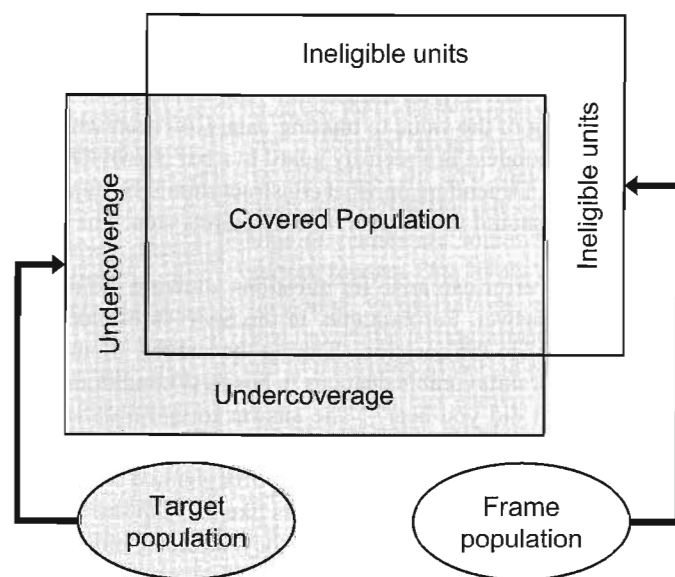 Ineligible units
Ineligible units
Covered Population
Undercoverage
Undercoverage
Target
population
Frame
population